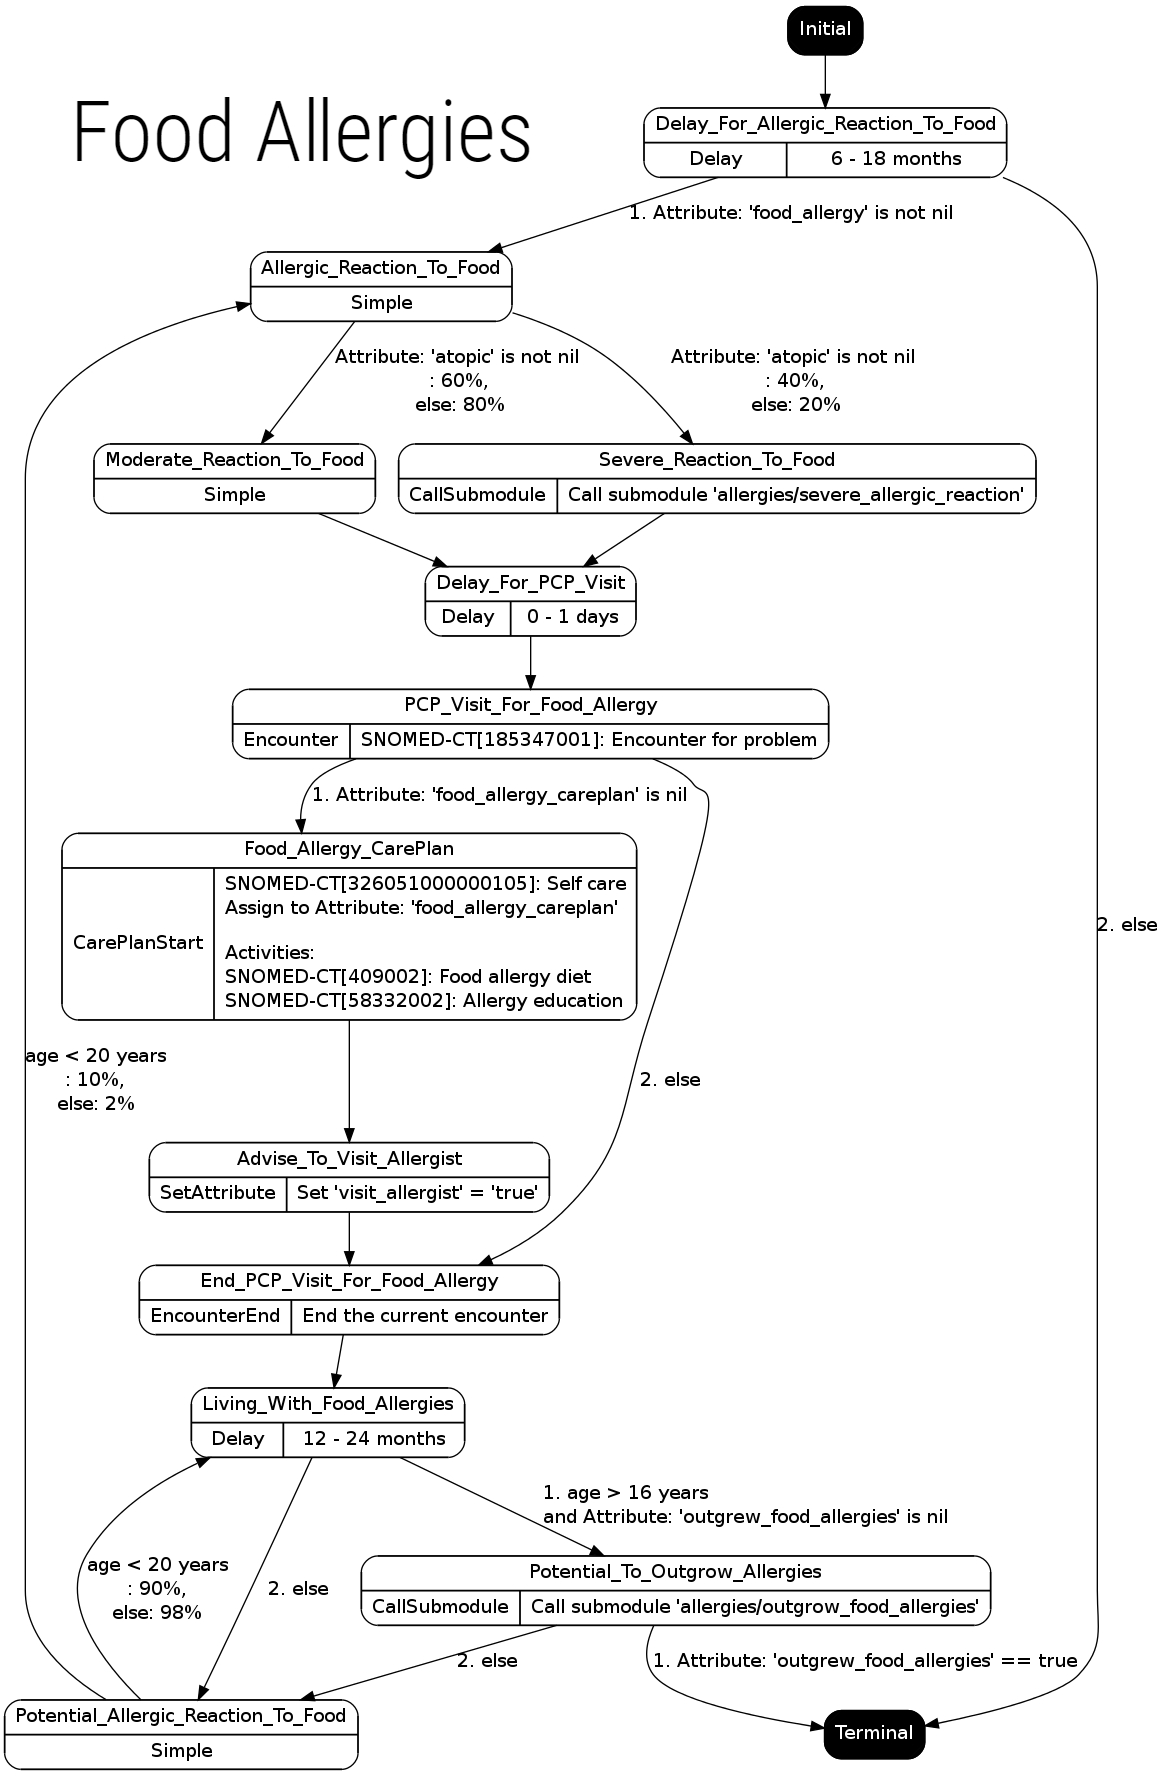 Initial
Food Allergies
Delay_For_Allergic_Reaction_To_Food
Delay
6 - 18 months
1. Attribute: 'food_allergy' is not nil
Allergic_Reaction_To_Food
Simple
Attribute: 'atopic' is not nil
: 60%,
else: 80%
Attribute: 'atopic' is not nil
: 40%,
else: 20%
Moderate_Reaction_To_Food
Simple
Severe_Reaction_To_Food
CallSubmodule
Call submodule 'allergies/severe_allergic_reaction'
Delay_For_PCP_Visit
Delay
0 - 1 days
PCP_Visit_For_Food_Allergy
Encounter
SNOMED-CT[185347001]: Encounter for problem
1. Attribute: 'food_allergy_careplan' is nil
Food_Allergy_CarePlan
CarePlanStart
SNOMED-CT[326051000000105]: Self care
Assign to Attribute: 'food_allergy_careplan'
Activities:
SNOMED-CT[409002]: Food allergy diet
SNOMED-CT[58332002]: Allergy education
2. else
age < 20 years
: 10%,
else: 2%
2. else
Advise_To_Visit_Allergist
SetAttribute
Set 'visit_allergist' = 'true'
End_PCP_Visit_For_Food_Allergy
EncounterEnd
End the current encounter
Living_With_Food_Allergies
Delay
12 - 24 months
1. age > 16 years
and Attribute: 'outgrew_food_allergies' is nil
age < 20 years
: 90%,
else: 98%
2. else
Potential_To_Outgrow_Allergies
CallSubmodule
Call submodule 'allergies/outgrow_food_allergies'
2. else
1. Attribute: 'outgrew_food_allergies' == true
Potential_Allergic_Reaction_To_Food
Simple
Terminal